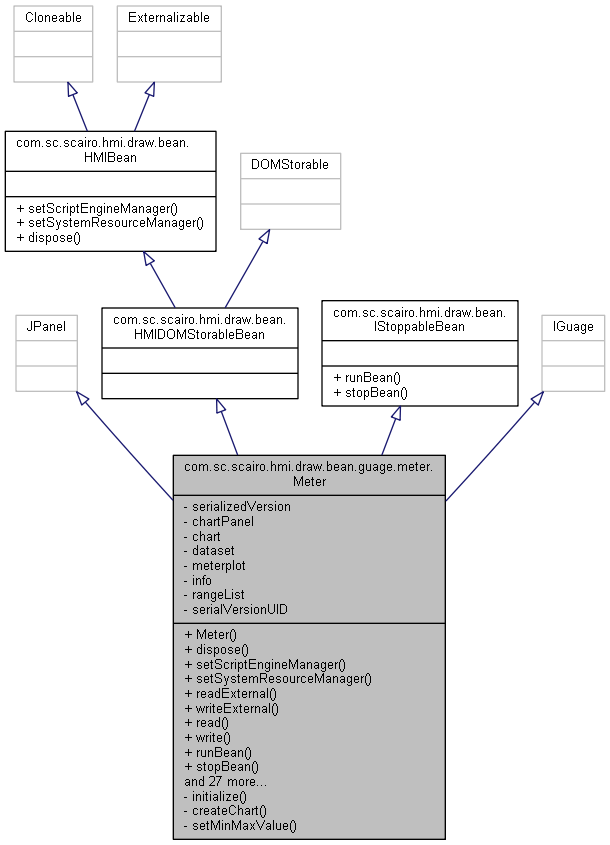 Cloneable
Externalizable
com.sc.scairo.hmi.draw.bean.
HMIBean
+ setScriptEngineManager()
+ setSystemResourceManager()
+ dispose()
DOMStorable
JPanel
com.sc.scairo.hmi.draw.bean.
HMIDOMStorableBean
com.sc.scairo.hmi.draw.bean.
IStoppableBean
+ runBean()
+ stopBean()
IGuage
com.sc.scairo.hmi.draw.bean.guage.meter.
Meter
- serializedVersion
- chartPanel
- chart
- dataset
- meterplot
- info
- rangeList
- serialVersionUID
+ Meter()
+ dispose()
+ setScriptEngineManager()
+ setSystemResourceManager()
+ readExternal()
+ writeExternal()
+ read()
+ write()
+ runBean()
+ stopBean()
and 27 more...
- initialize()
- createChart()
- setMinMaxValue()